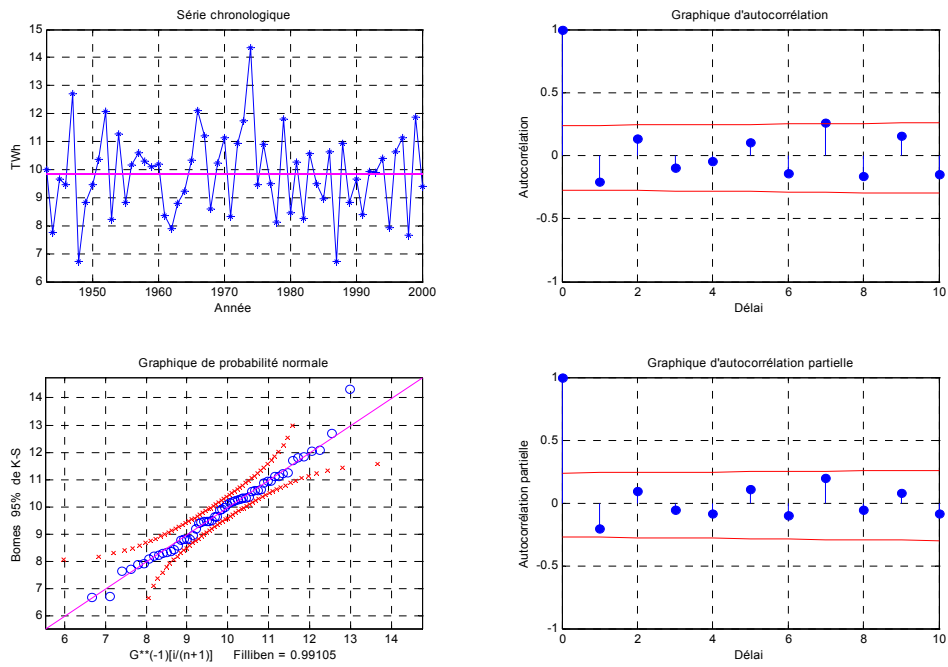 Série chronologique
TWh
15
14
13
12
11
10
9
8
7
6
1950 1960 1970 1980 1990 2000
Année
Graphique d'autocorrélation
Autocorrélation
1
0.5
0
-0.5
-1
0 2 4 6 8 10
Délai
Graphique de probabilité normale
Bornes 95% de K-S
14
13
12
11
10
9
8
7
6
6 7 8 9 10 11 12 13 14
G**(-1)[i/(n+1)] Filliben = 0.99105
Graphique d'autocorrélation partielle
Autocorrélation partielle
1
0.5
0
-0.5
-1
0 2 4 6 8 10
Délai